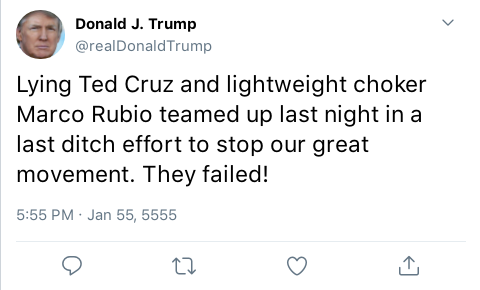 Donald J. Trump
@realDonaldTrump
Lying Ted Cruz and lightweight choker
Marco Rubio teamed up last night in a
last ditch effort to stop our great
movement. They failed!
5:55 PM · Jan 55, 5555